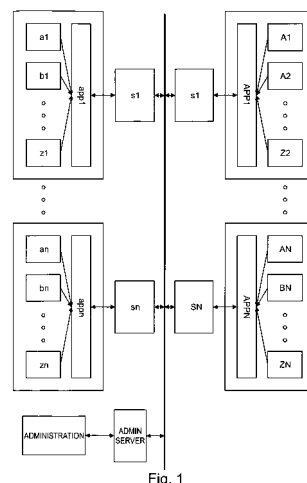 a1
b1
z1
app1
s1
s1
APP1
A1
A2
Z2
an
bn
zn
appn
sn
SN
APPN
AN
BN
ZN
ADMINISTRATION
ADMIN
SERVER
Fig. 1